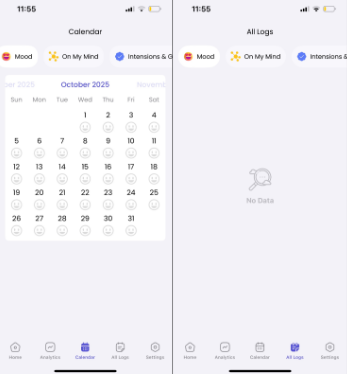 11:55
Calendar
Mood
On My Mind
Intensions & G
ber 2025
October 2025
Novem
Sun Mon Tue Wed Thu Fri Sat
1 2 3 4
5 6 7 8 9 10 11
12 13 14 15 16 17 18
19 20 21 22 23 24 25
26 27 28 29 30 31
Home
Analytics
Calendar
All Logs
Settings
11:55
All Logs
Mood
On My Mind
Intensions &
No Data
Home
Analytics
Calendar
All Logs
Settings